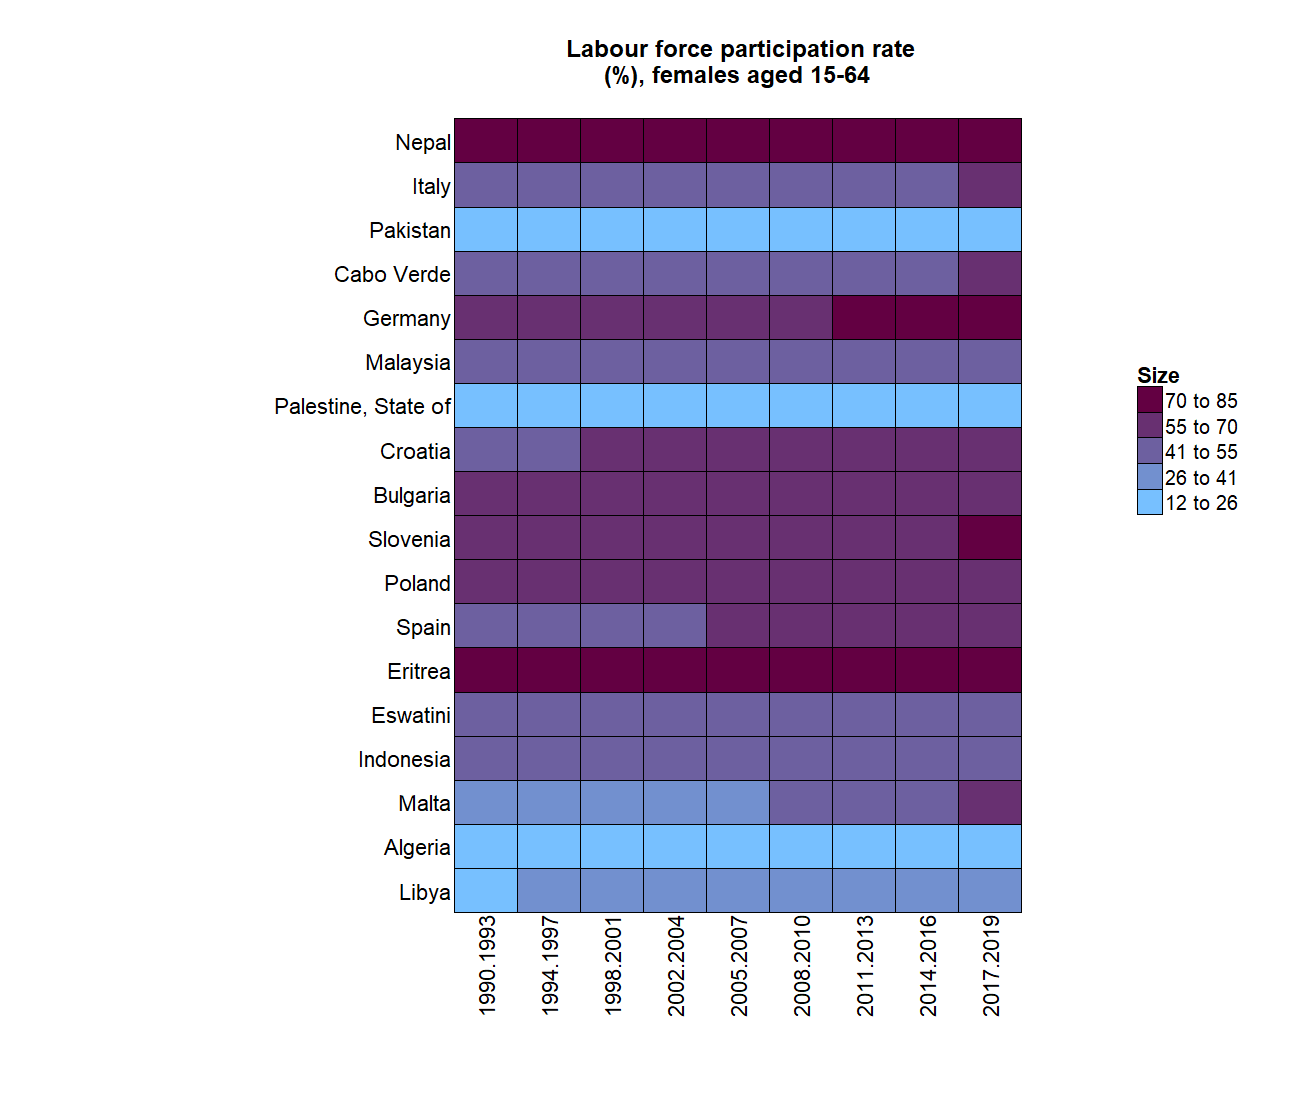 Labour force participation rate
(%), females aged 15-64
Nepal
Italy
Pakistan
Cabo Verde
Germany
Malaysia
Palestine, State of
Croatia
Bulgaria
Slovenia
Poland
Spain
Eritrea
Eswatini
Indonesia
Malta
Algeria
Libya
1990.1993
1994.1997
1998.2001
2002.2004
2005.2007
2008.2010
2011.2013
2014.2016
2017.2019
Size
70 to 85
55 to 70
41 to 55
26 to 41
12 to 26